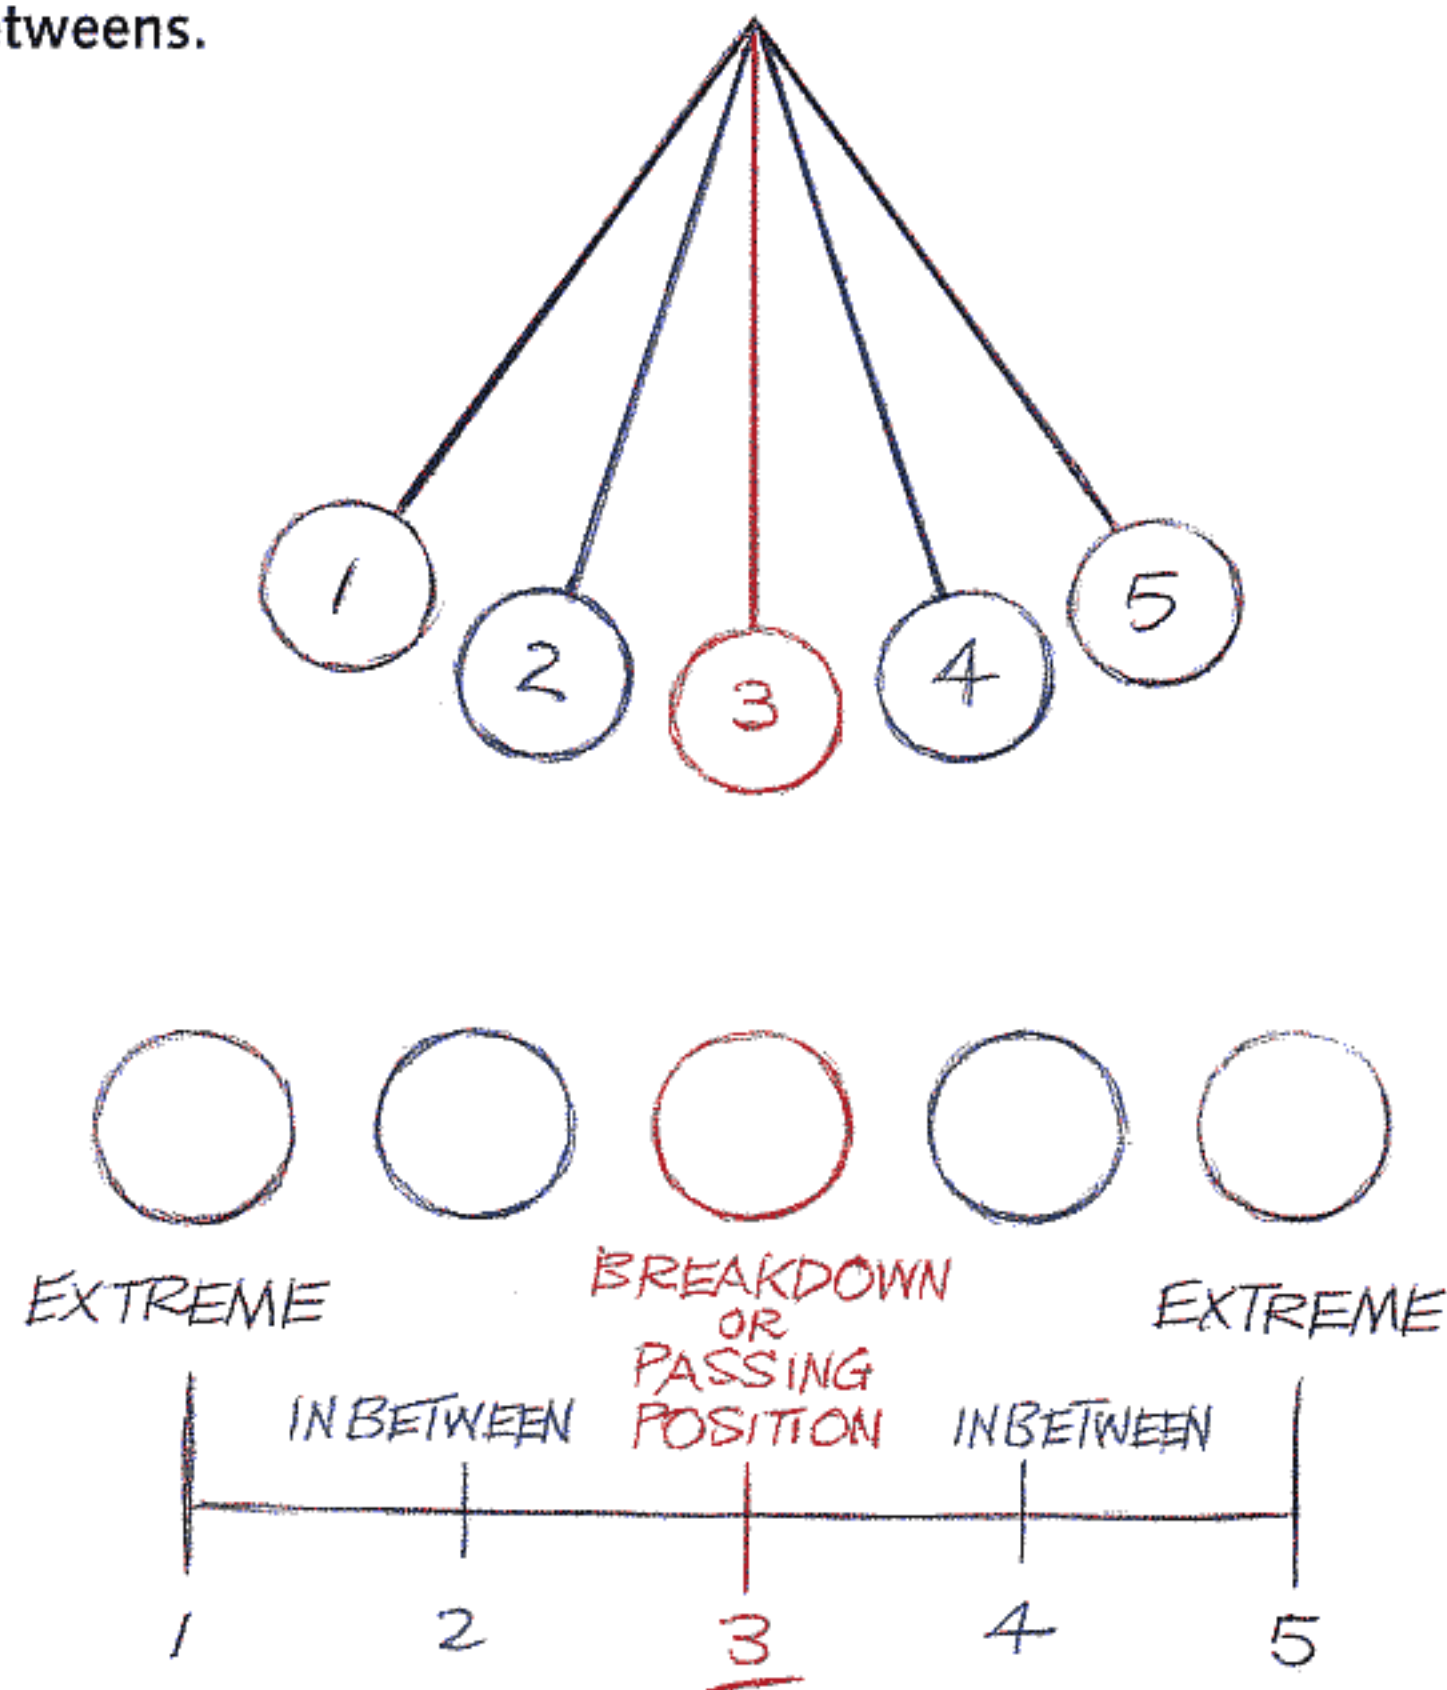 tweens.
1 2 3 4 5
EXTREME
BREAKDOWN
OR
PASSING
POSITION
EXTREME
INBETWEEN
INBETWEEN
1 2 3 4 5